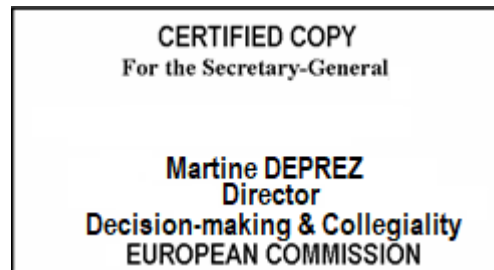 CERTIFIED COPY
For the Secretary-General
Martine DEPREZ
Director
Decision-making & Collegiality
EUROPEAN COMMISSION